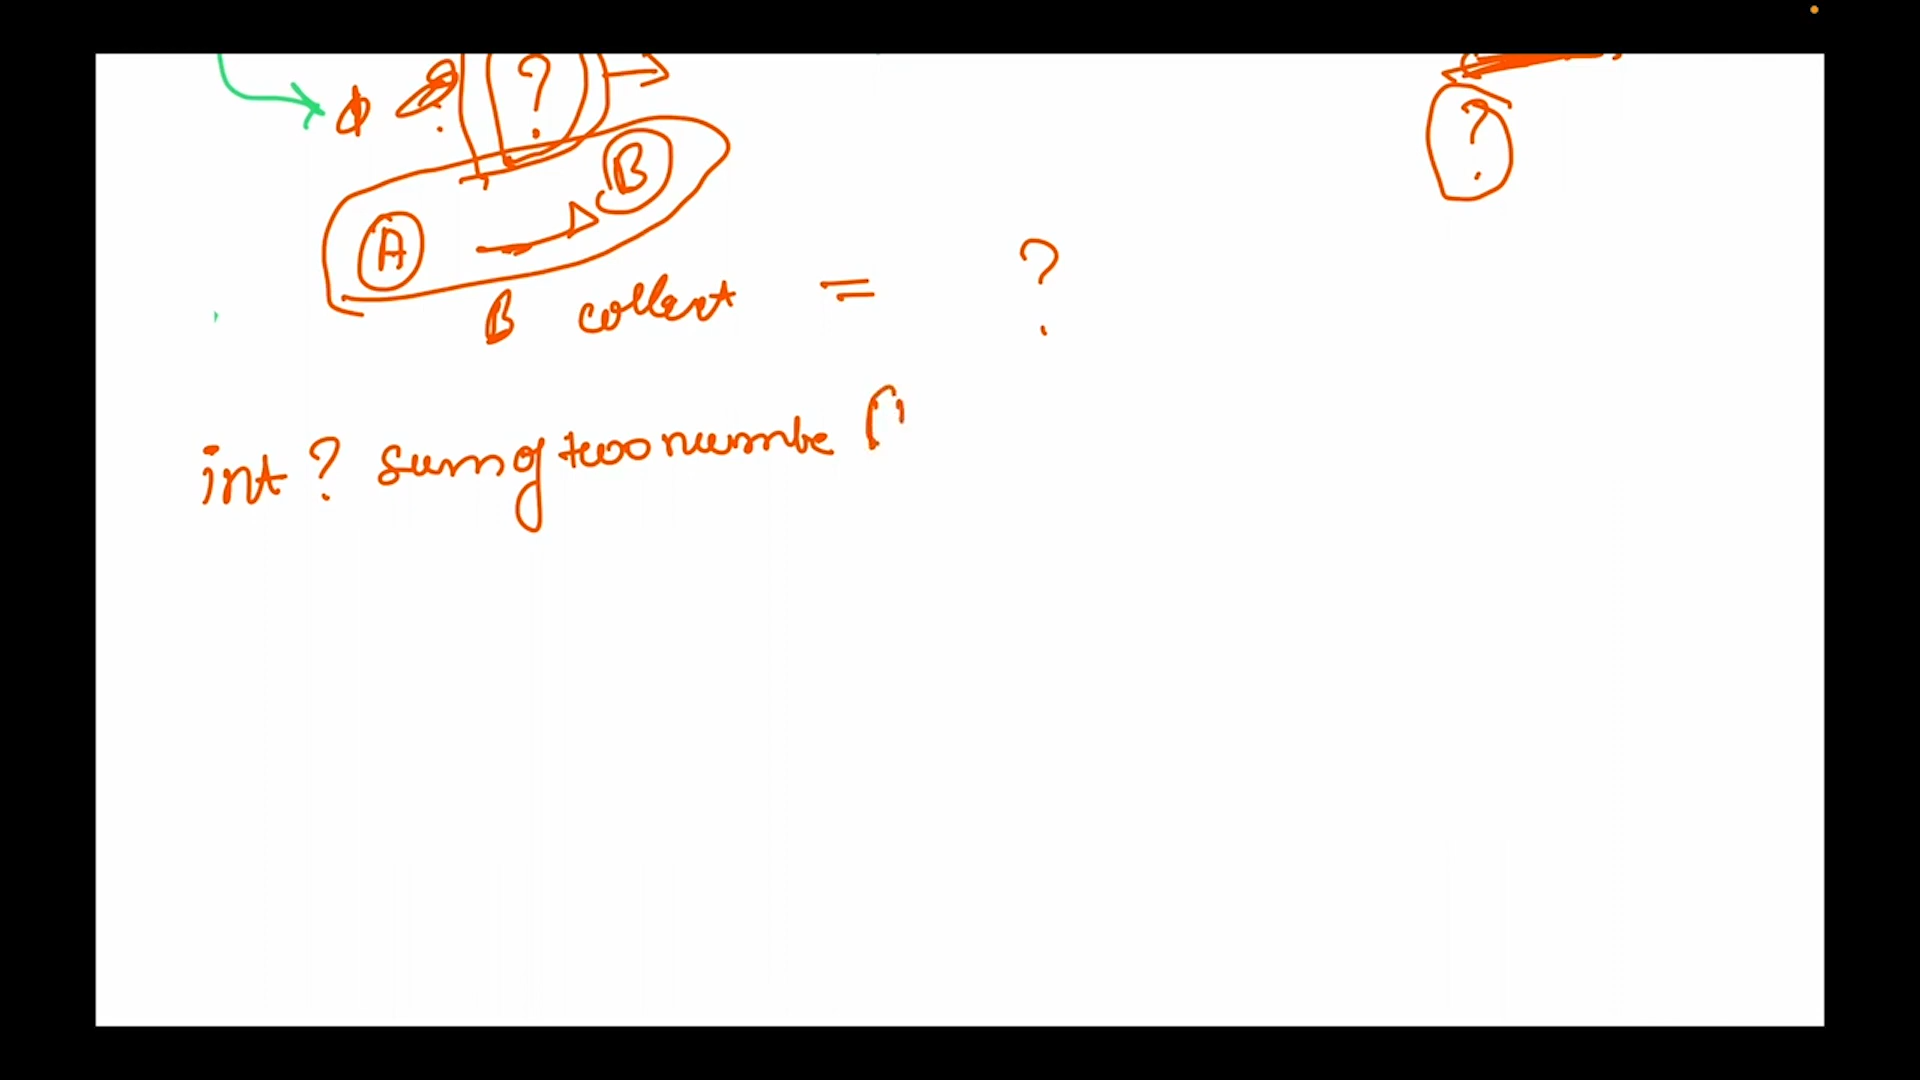 ?
?
B
A
B collect = ?
int ? sumoftwonumbe (